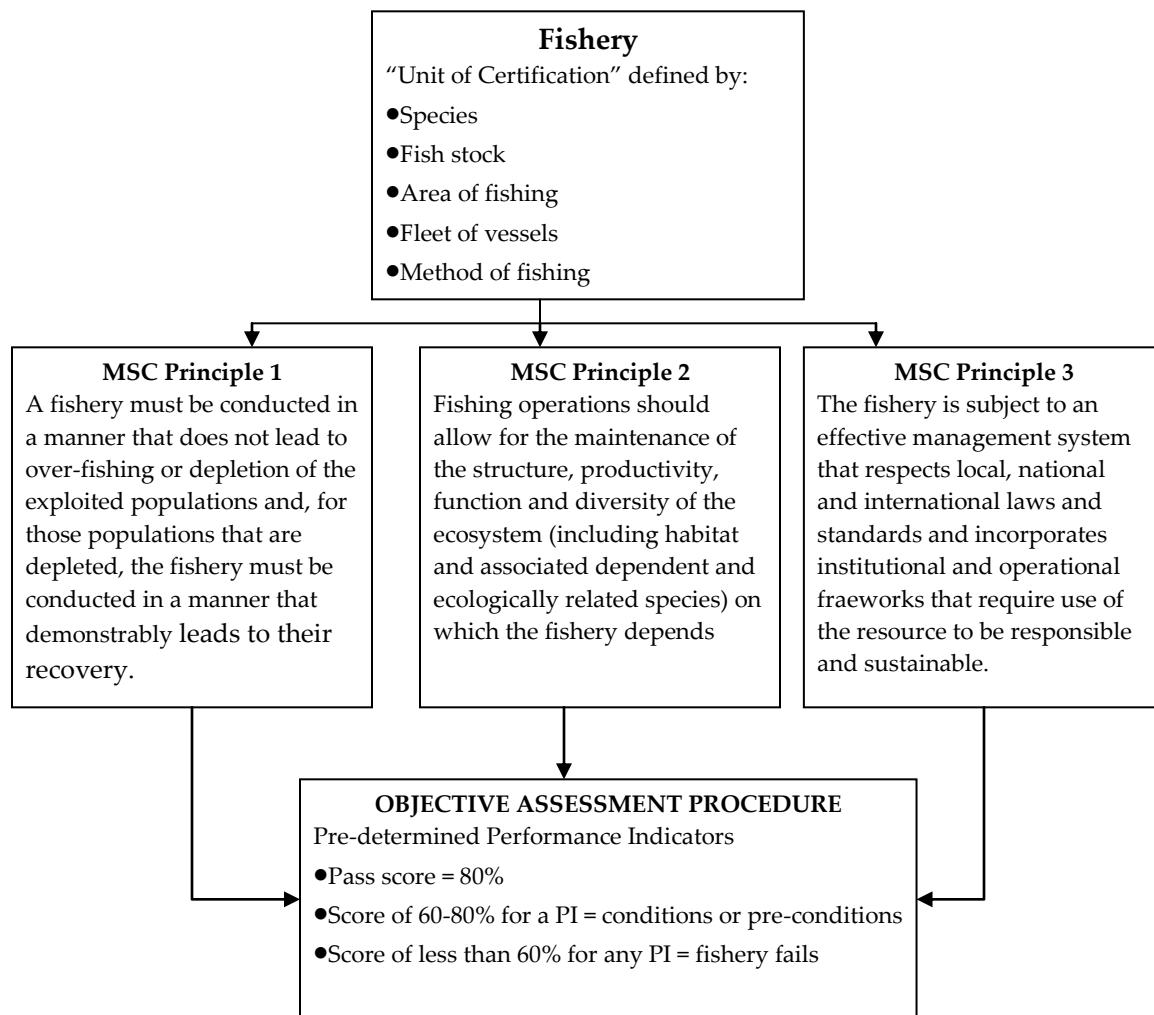 Fishery
“Unit of Certification” defined by:
●Species
●Fish stock
●Area of fishing
●Fleet of vessels
●Method of fishing
MSC Principle 1
A fishery must be conducted in
a manner that does not lead to
over-fishing or depletion of the
exploited populations and, for
those populations that are
depleted, the fishery must be
conducted in a manner that
demonstrably leads to their
recovery.
MSC Principle 2
Fishing operations should
allow for the maintenance of
the structure, productivity,
function and diversity of the
ecosystem (including habitat
and associated dependent and
ecologically related species) on
which the fishery depends
MSC Principle 3
The fishery is subject to an
effective management system
that respects local, national
and international laws and
standards and incorporates
institutional and operational
fraeworks that require use of
the resource to be responsible
and sustainable.
OBJECTIVE ASSESSMENT PROCEDURE
Pre-determined Performance Indicators
●Pass score = 80%
●Score of 60-80% for a PI = conditions or pre-conditions
●Score of less than 60% for any PI = fishery fails